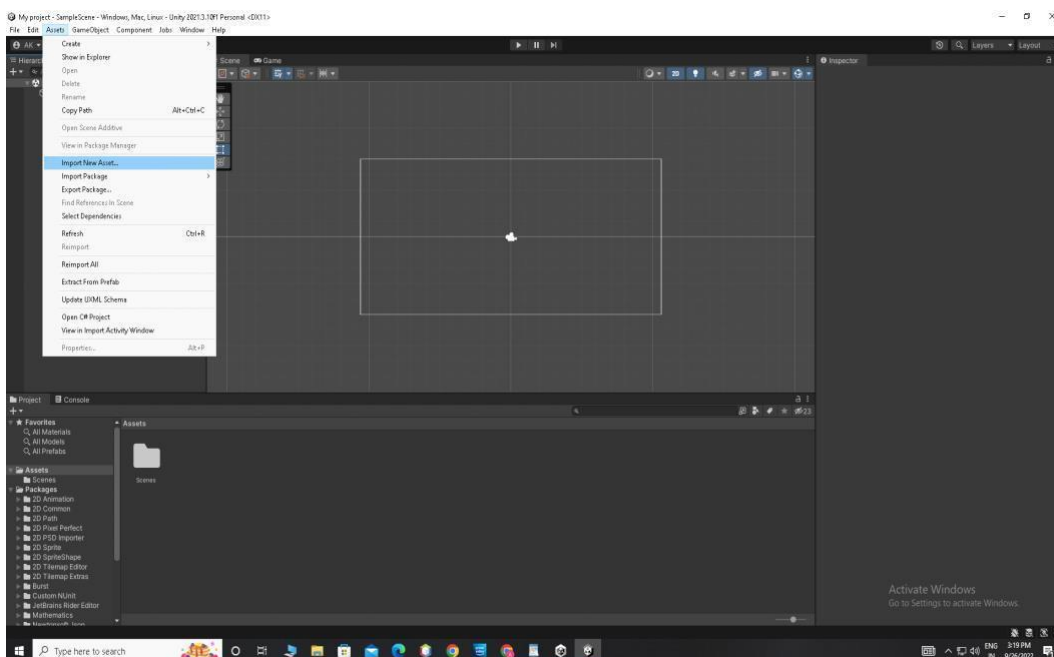 My project - SampleScene - Windows, Mac, Linux - Unity 2021.3.10f1 Personal <DX11>
File Edit Assets GameObject Component Jobs Window Help
AK
Layers
Layout
Create
Show in Explorer
Open
Delete
Rename
Copy Path Alt+Ctrl+C
Open Scene Additive
View in Package Manager
Import New Asset...
Import Package
Export Package...
Find References In Scene
Select Dependencies
Refresh Ctrl+R
Reimport
Reimport All
Extract From Prefab
Update UXML Schema
Open C# Project
View in Import Activity Window
Properties... Alt+P
Scene
Game
2D
Inspector
Project
Console
23
Favorites
All Materials
All Models
All Prefabs
Assets
Scenes
Packages
2D Animation
2D Common
2D Path
2D Pixel Perfect
2D PSD Importer
2D Sprite
2D SpriteShape
2D Tilemap Editor
2D Tilemap Extras
Burst
Custom NUnit
JetBrains Rider Editor
Mathematics
Assets
Scenes
Activate Windows
Go to Settings to activate Windows.
Type here to search
ENG
IN
3:19 PM
9/26/2022